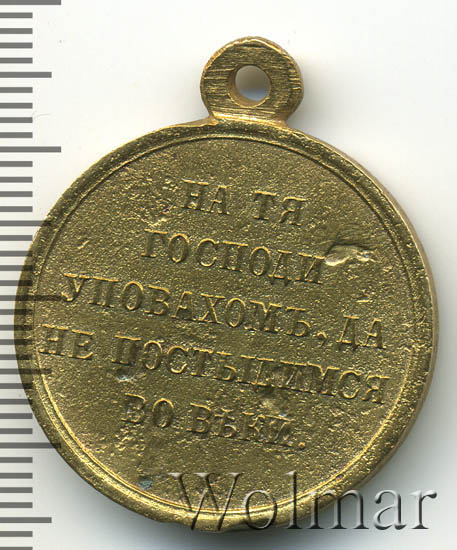 НА ТЯ
ГОСПОДИ
УПОВАХОМЪ, ДА
НЕ ПОСТЫДИМСЯ
ВО ВѢКИ.
Wolmar